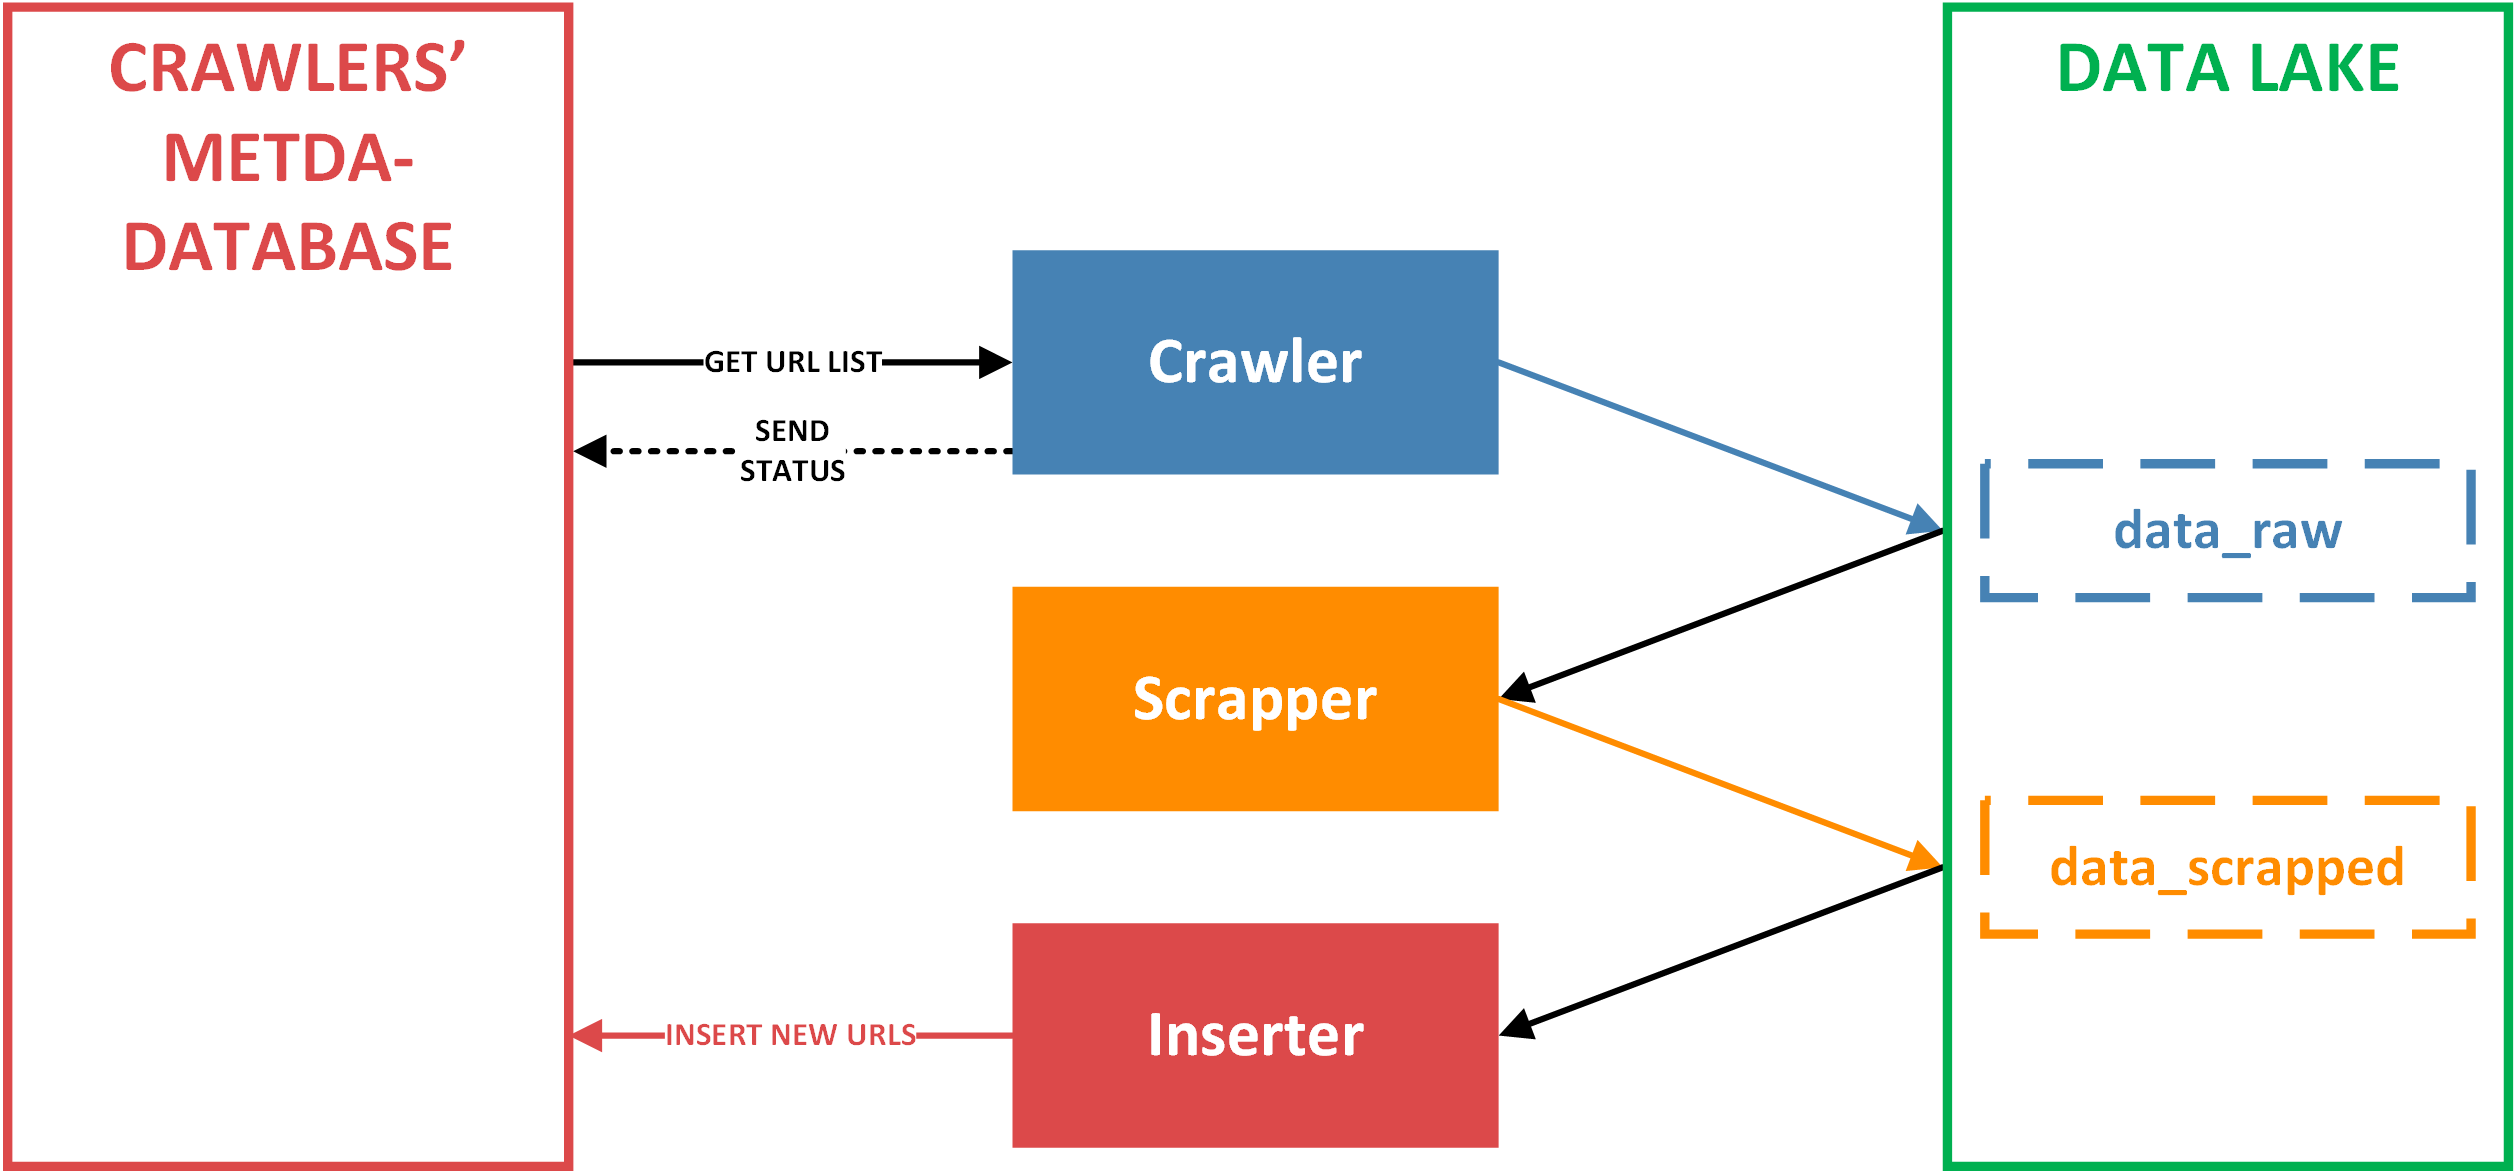 CRAWLERS’
METDA-
DATABASE
DATA LAKE
GET URL LIST
Crawler
SEND
STATUS
data_raw
Scrapper
data_scrapped
INSERT NEW URLS
Inserter